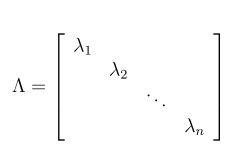 Λ = [ λ₁
λ₂
⋱
λₙ ]